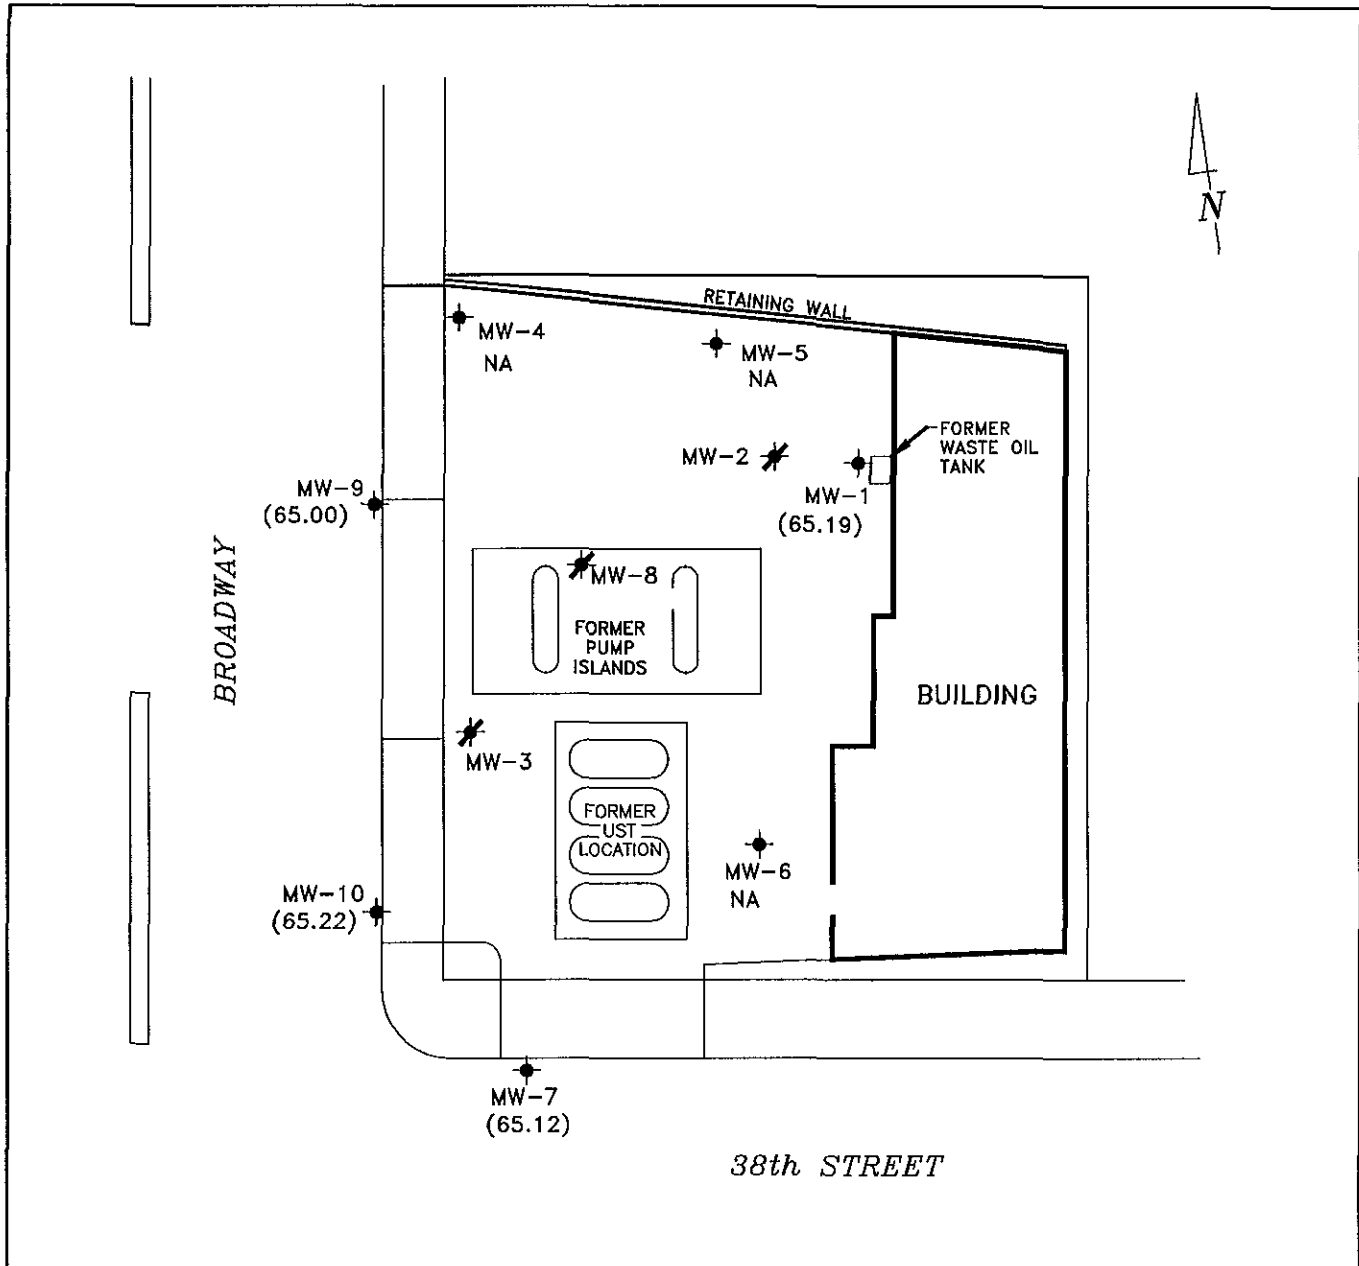 N
RETAINING WALL
MW-4
NA
MW-5
NA
MW-2
FORMER
WASTE OIL
TANK
MW-1
(65.19)
MW-9
(65.00)
BROADWAY
MW-8
FORMER
PUMP
ISLANDS
BUILDING
MW-3
FORMER
UST
LOCATION
MW-6
NA
MW-10
(65.22)
MW-7
(65.12)
38th STREET